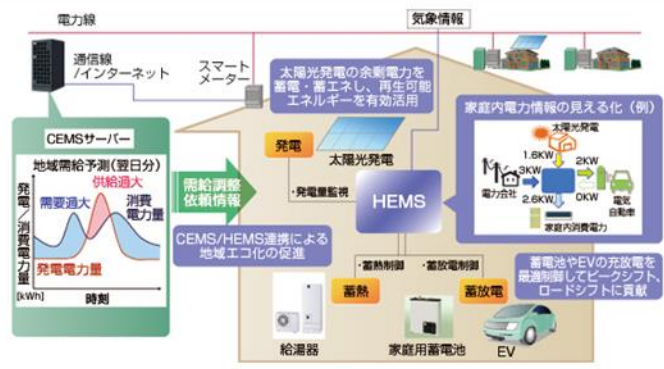 電力線
気象情報
通信線
/インターネット
スマート
メーター
太陽光発電の余剰電力を
蓄電・蓄エネし、再生可能
エネルギーを有効活用
家庭内電力情報の見える化(例)
太陽光発電
1.6KW
2KW
3KW
0KW
2.6KW
電力会社
電気
自動車
家庭内消費電力
CEMSサーバー
地域需給予測(翌日分)
供給過大
需要過大
消費
電力量
発電電力量
発電/消費電力量
[kWh]
時刻
需給調整
依頼情報
発電
太陽光発電
・発電量監視
HEMS
CEMS/HEMS連携による
地域エコ化の促進
・蓄熱制御
・蓄放電制御
蓄熱
蓄放電
蓄電池やEVの充放電を
最適制御してピークシフト、
ロードシフトに貢献
給湯器
家庭用蓄電池
EV